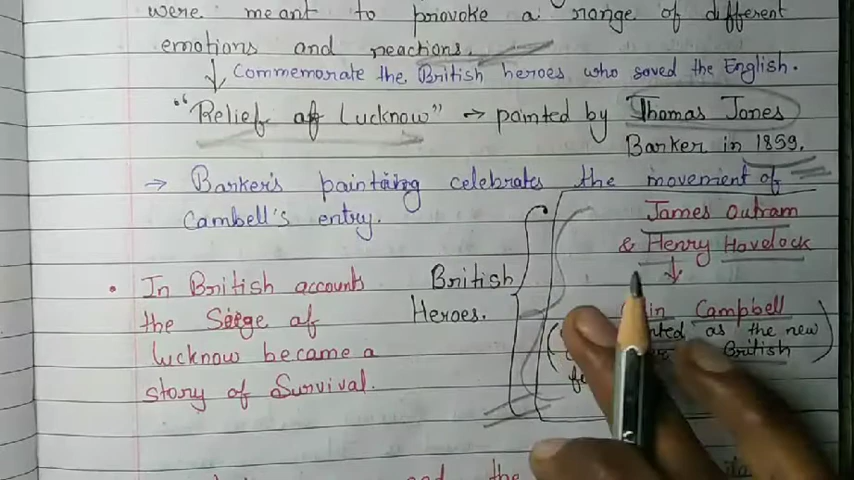 were meant to provoke a range of different
emotions and reactions.
↓ Commemorate the British heroes who saved the English.
"Relief of Lucknow" → painted by Thomas Jones
Barker in 1859.
→ Barker's painting celebrates the movement of
Cambell's entry.
James Outram
& Henry Havelock
↓
Campbell
as the new
British
British
Heroes.
• In British accounts
the Seige of
lucknow became a
story of Survival.
the